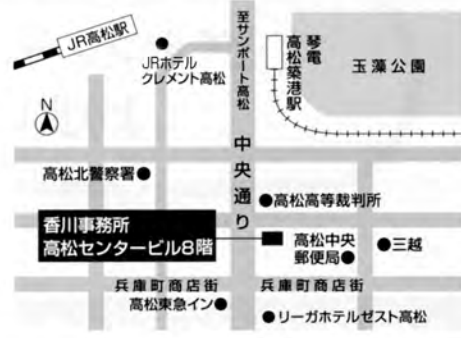 JR高松駅
JRホテル
クレメント高松
至サンポート高松
琴電
高松築港駅
玉藻公園
N
中央通り
高松北警察署
高松高等裁判所
香川事務所
高松センタービル8階
高松中央
郵便局
三越
兵庫町商店街
兵庫町商店街
高松東急イン
リーガホテルゼスト高松